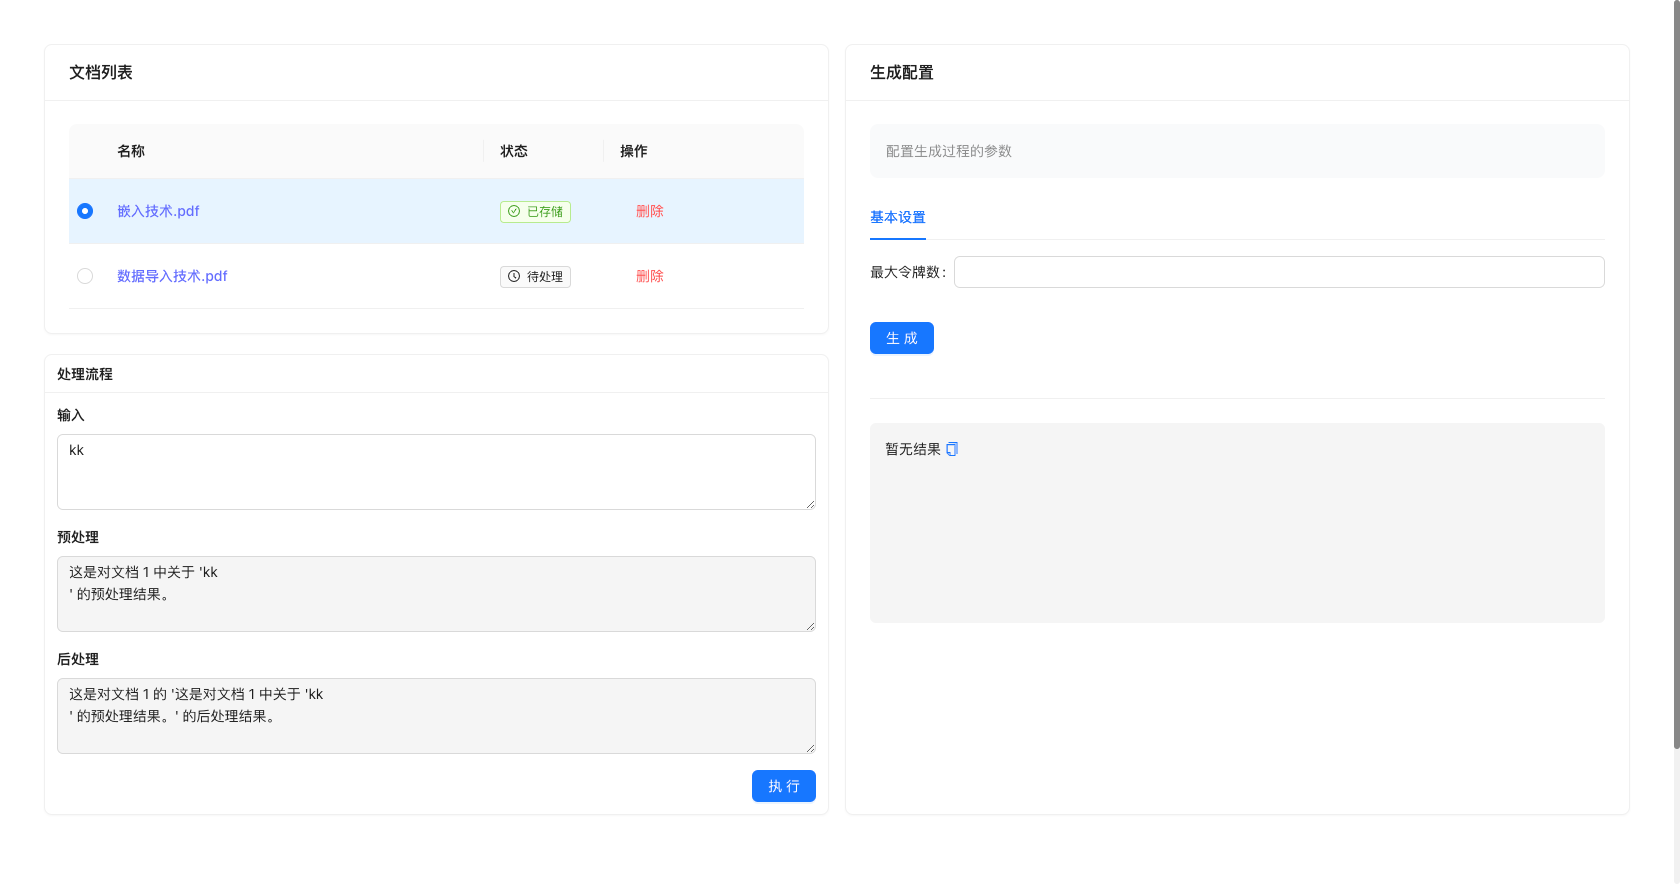 文档列表
名称 状态 操作
嵌入技术.pdf 已存储 删除
数据导入技术.pdf 待处理 删除
处理流程
输入
kk
预处理
这是对文档 1 中关于 'kk
' 的预处理结果。
后处理
这是对文档 1 的 '这是对文档 1 中关于 'kk
' 的预处理结果。' 的后处理结果。
执 行
生成配置
配置生成过程的参数
基本设置
最大令牌数:
生 成
暂无结果